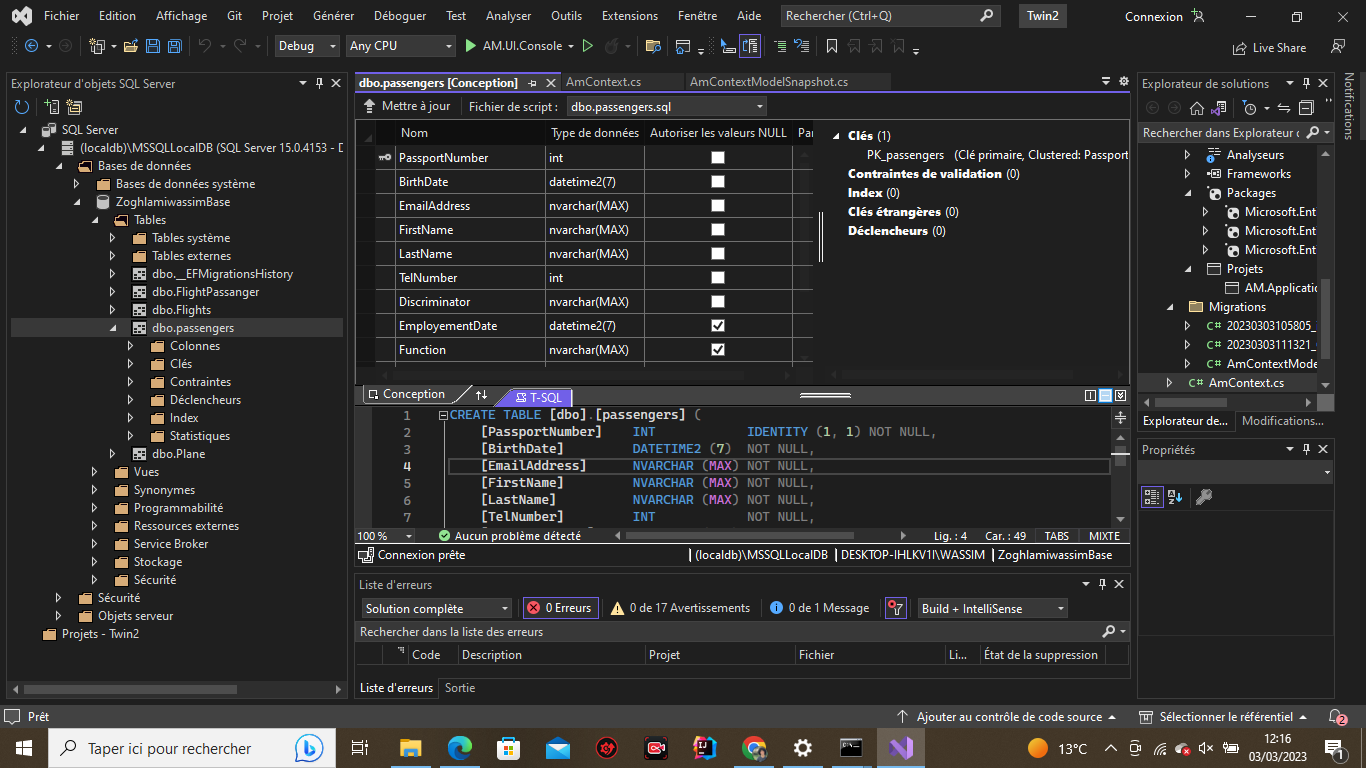 Fichier Edition Affichage Git Projet Générer Déboguer Test Analyser Outils Extensions Fenêtre Aide Rechercher (Ctrl+Q) Twin2 Connexion
Debug Any CPU AM.UI.Console Live Share
Explorateur d'objets SQL Server
SQL Server
(localdb)\MSSQLLocalDB (SQL Server 15.0.4153 - D
Bases de données
Bases de données système
ZoghlamiwassimBase
Tables
Tables système
Tables externes
dbo.__EFMigrationsHistory
dbo.FlightPassanger
dbo.Flights
dbo.passengers
Colonnes
Clés
Contraintes
Déclencheurs
Index
Statistiques
dbo.Plane
Vues
Synonymes
Programmabilité
Ressources externes
Service Broker
Stockage
Sécurité
Sécurité
Objets serveur
Projets - Twin2
dbo.passengers [Conception] AmContext.cs AmContextModelSnapshot.cs
Mettre à jour Fichier de script : dbo.passengers.sql
Nom Type de données Autoriser les valeurs NULL Par
PassportNumber int
BirthDate datetime2(7)
EmailAddress nvarchar(MAX)
FirstName nvarchar(MAX)
LastName nvarchar(MAX)
TelNumber int
Discriminator nvarchar(MAX)
EmployementDate datetime2(7)
Function nvarchar(MAX)
Clés (1)
PK_passengers (Clé primaire, Clustered: Passport
Contraintes de validation (0)
Index (0)
Clés étrangères (0)
Déclencheurs (0)
Conception T-SQL
1 CREATE TABLE [dbo].[passengers] (
2 [PassportNumber] INT IDENTITY (1, 1) NOT NULL,
3 [BirthDate] DATETIME2 (7) NOT NULL,
4 [EmailAddress] NVARCHAR (MAX) NOT NULL,
5 [FirstName] NVARCHAR (MAX) NOT NULL,
6 [LastName] NVARCHAR (MAX) NOT NULL,
7 [TelNumber] INT NOT NULL,
100 % Aucun problème détecté Lig. : 4 Car. : 49 TABS MIXTE
Connexion prête (localdb)\MSSQLLocalDB DESKTOP-IHLKV1I\WASSIM ZoghlamiwassimBase
Liste d'erreurs
Solution complète 0 Erreurs 0 de 17 Avertissements 0 de 1 Message Build + IntelliSense
Rechercher dans la liste des erreurs
Code Description Projet Fichier Li... État de la suppression
Liste d'erreurs Sortie
Explorateur de solutions
Rechercher dans Explorateur d
Analyseurs
Frameworks
Packages
Microsoft.Ent
Microsoft.Ent
Microsoft.Ent
Projets
AM.Applicatio
Migrations
C# 20230303105805_
C# 20230303111321_
C# AmContextMode
C# AmContext.cs
Explorateur de... Modifications...
Propriétés
Notifications
Prêt Ajouter au contrôle de code source Sélectionner le référentiel 2
Taper ici pour rechercher 13°C 12:16
03/03/2023 1